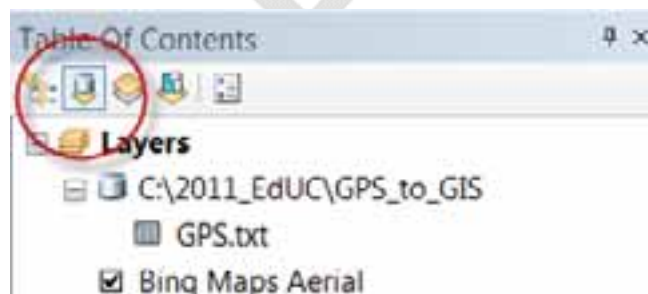 Table Of Contents
Layers
C:\2011_EdUC\GPS_to_GIS
GPS.txt
Bing Maps Aerial